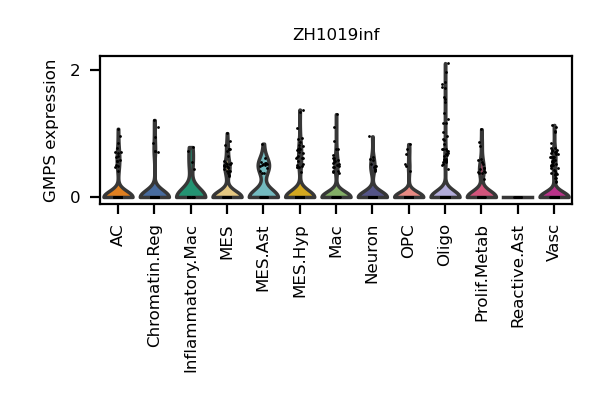 ZH1019inf
GMPS expression
2
0
AC
Chromatin.Reg
Inflammatory.Mac
MES
MES.Ast
MES.Hyp
Mac
Neuron
OPC
Oligo
Prolif.Metab
Reactive.Ast
Vasc